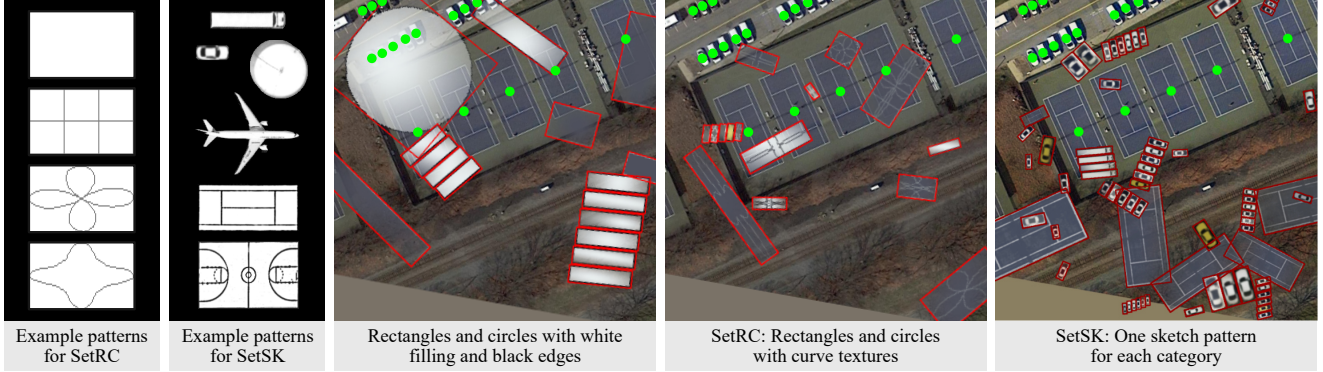 Example patterns
for SetRC
Example patterns
for SetSK
Rectangles and circles with white
filling and black edges
SetRC: Rectangles and circles
with curve textures
SetSK: One sketch pattern
for each category